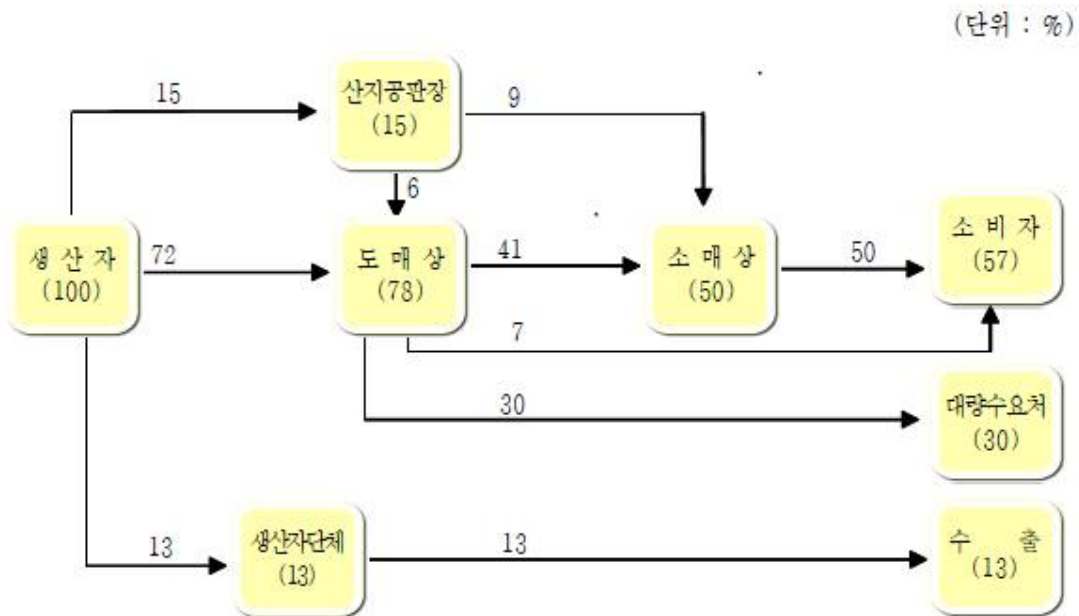 (단위 : %)
15
산지공판장
(15)
9
6
생 산 자
(100)
72
도 매 상
(78)
41
소 매 상
(50)
50
소 비 자
(57)
7
30
대량수요처
(30)
13
생산자단체
(13)
13
수 출
(13)